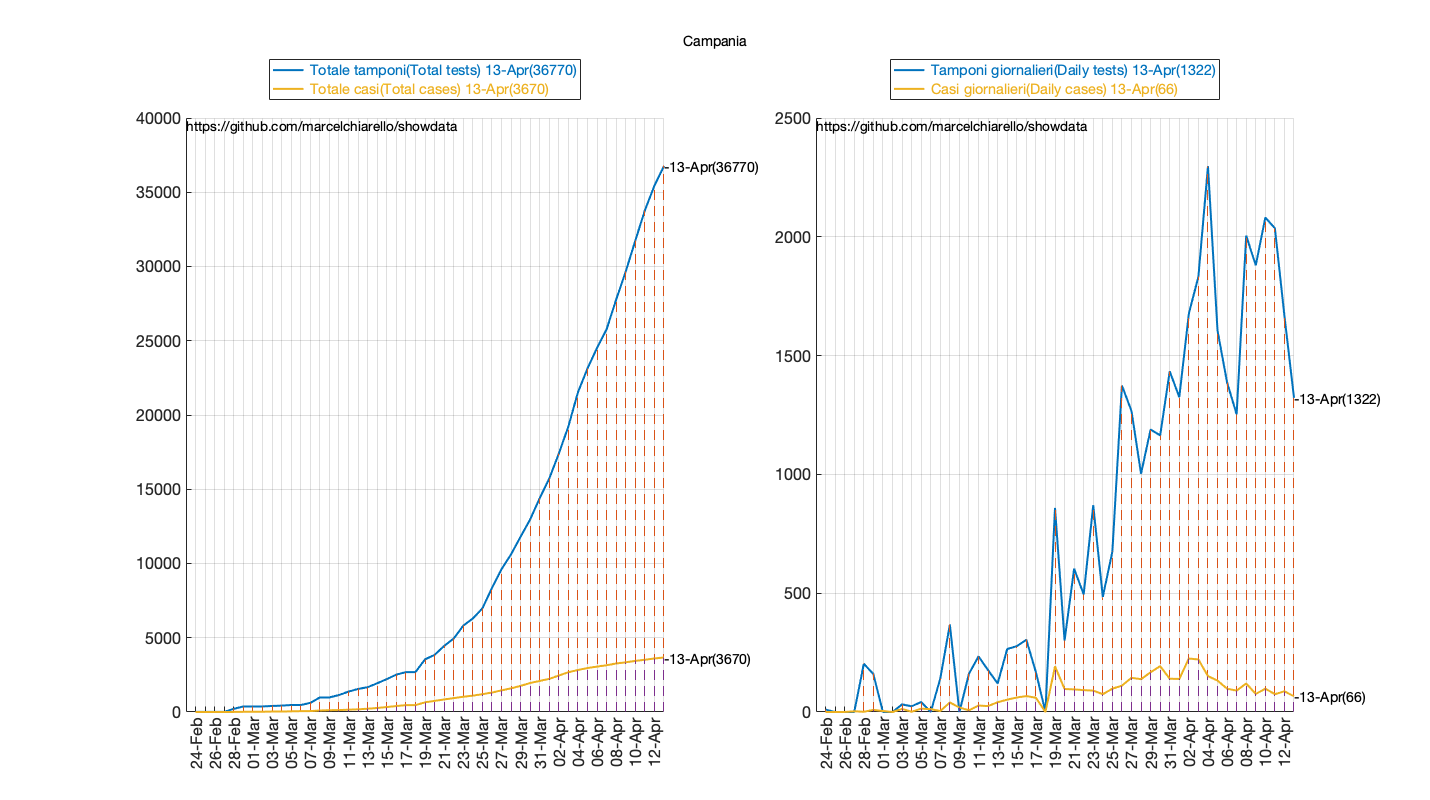 Campania
Totale tamponi(Total tests) 13-Apr(36770)
Totale casi(Total cases) 13-Apr(3670)
40000
35000
30000
25000
20000
15000
10000
5000
0
https://github.com/marcelchiarello/showdata
-13-Apr(36770)
-13-Apr(3670)
24-Feb
26-Feb
28-Feb
01-Mar
03-Mar
05-Mar
07-Mar
09-Mar
11-Mar
13-Mar
15-Mar
17-Mar
19-Mar
21-Mar
23-Mar
25-Mar
27-Mar
29-Mar
31-Mar
02-Apr
04-Apr
06-Apr
08-Apr
10-Apr
12-Apr
Tamponi giornalieri(Daily tests) 13-Apr(1322)
Casi giornalieri(Daily cases) 13-Apr(66)
2500
2000
1500
1000
500
0
https://github.com/marcelchiarello/showdata
-13-Apr(1322)
-13-Apr(66)
24-Feb
26-Feb
28-Feb
01-Mar
03-Mar
05-Mar
07-Mar
09-Mar
11-Mar
13-Mar
15-Mar
17-Mar
19-Mar
21-Mar
23-Mar
25-Mar
27-Mar
29-Mar
31-Mar
02-Apr
04-Apr
06-Apr
08-Apr
10-Apr
12-Apr